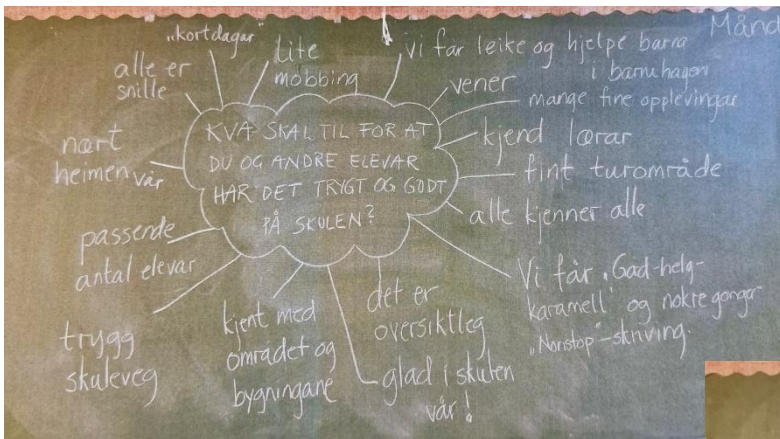 Månd
KVA SKAL TIL FOR AT
DU OG ANDRE ELEVAR
HAR DET TRYGT OG GODT
PÅ SKULEN?
„kortdagar"
lite
mobbing
vi får leike og hjelpe barna
i barnehagen
vener
mange fine opplevingar
kjend lærar
fint turområde
alle kjenner alle
Vi får „God-helg-
karamell" og nokre gonger
„Nonstop"-skriving.
det er
oversiktleg
glad i skulen
vår!
kjent med
området og
bygningane
trygg
skuleveg
passende
antal elevar
nært
heimen vår
alle er
snille